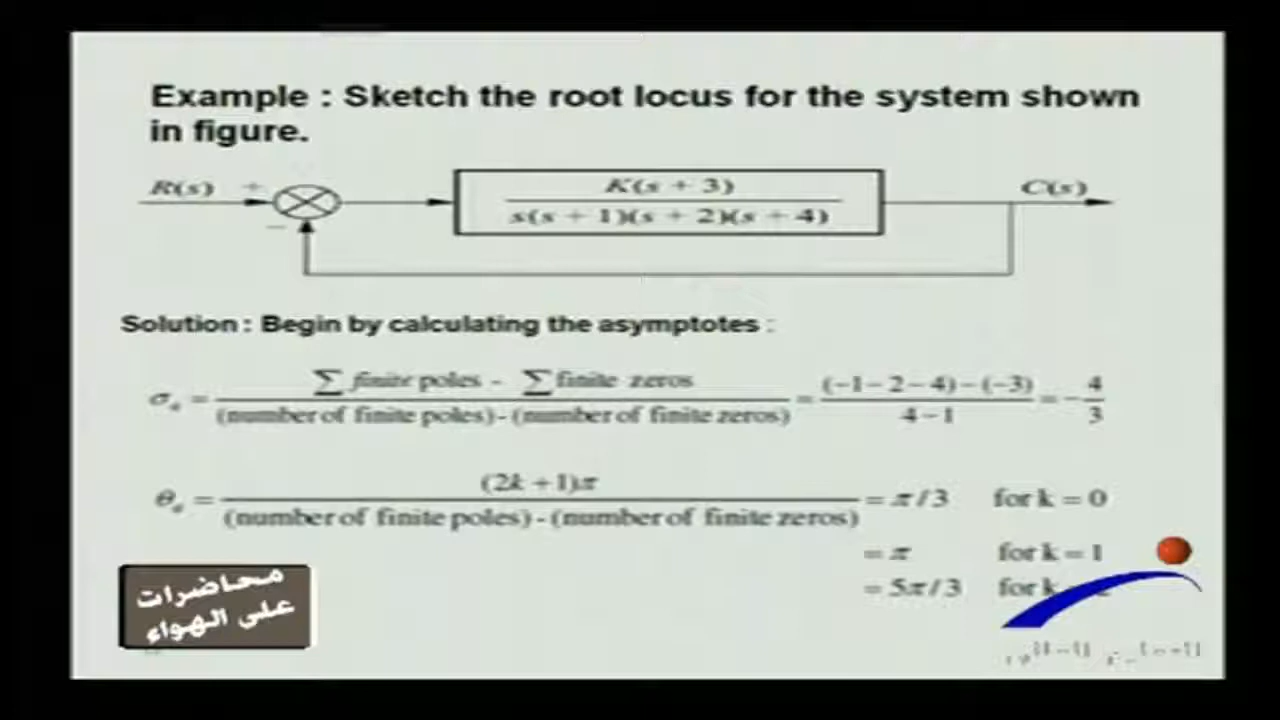 Example : Sketch the root locus for the system shown
in figure.
R(s) + K(s + 3) C(s)
− s(s + 1)(s + 2)(s + 4)
Solution : Begin by calculating the asymptotes :
σₐ = ∑ finite poles - ∑ finite zeros / (number of finite poles) - (number of finite zeros) = (−1−2−4)−(−3) / 4−1 = − 4 / 3
θₐ = (2k+1)π / (number of finite poles) - (number of finite zeros) = π/3 for k = 0
= π for k = 1
= 5π/3 for k
محاضرات
على الهواء